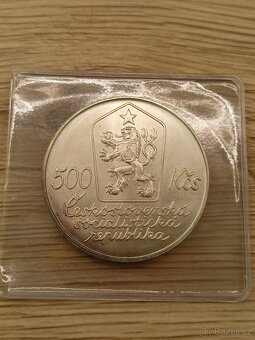 500 Kčs
Československá
socialistická
republika